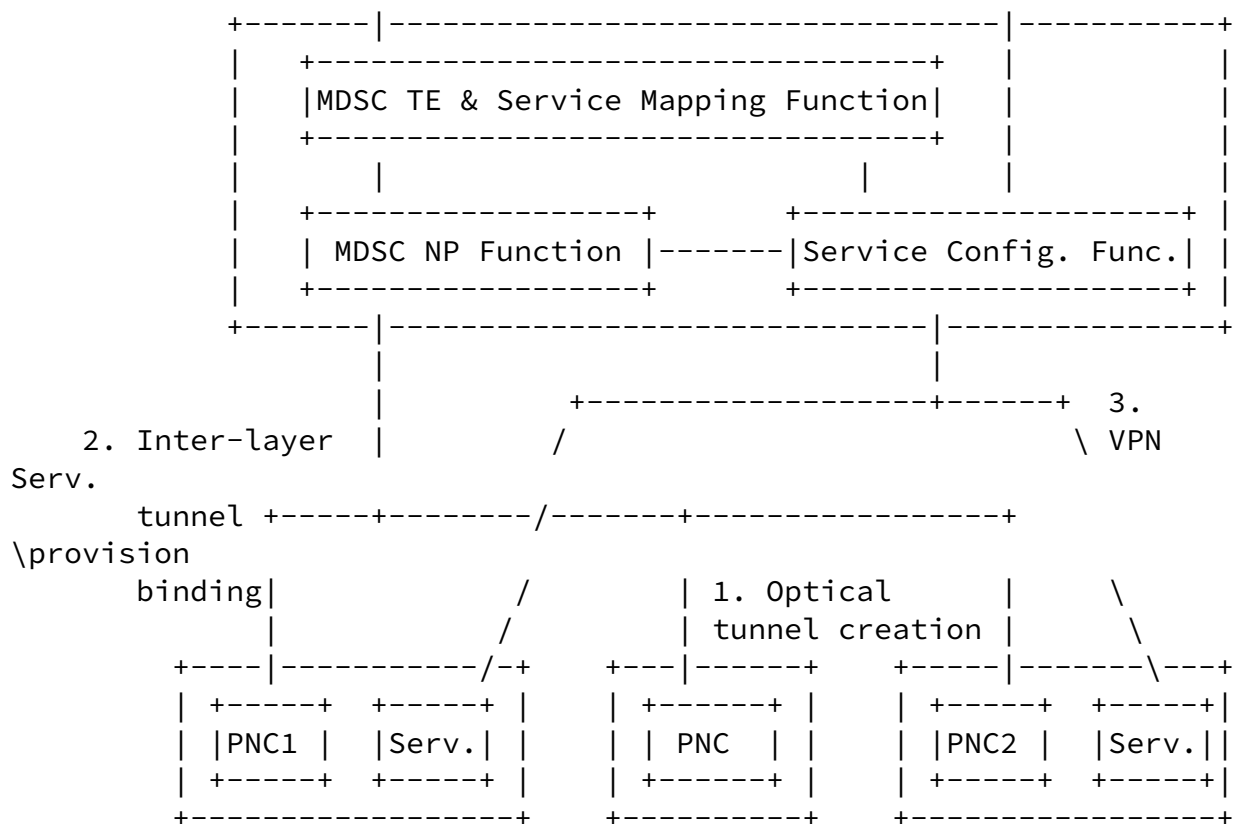 MDSC TE & Service Mapping Function
MDSC NP Function Service Config. Func.
3.
2. Inter-layer VPN
Serv.
tunnel
\provision
binding 1. Optical
tunnel creation
PNC1 Serv. PNC PNC2 Serv.